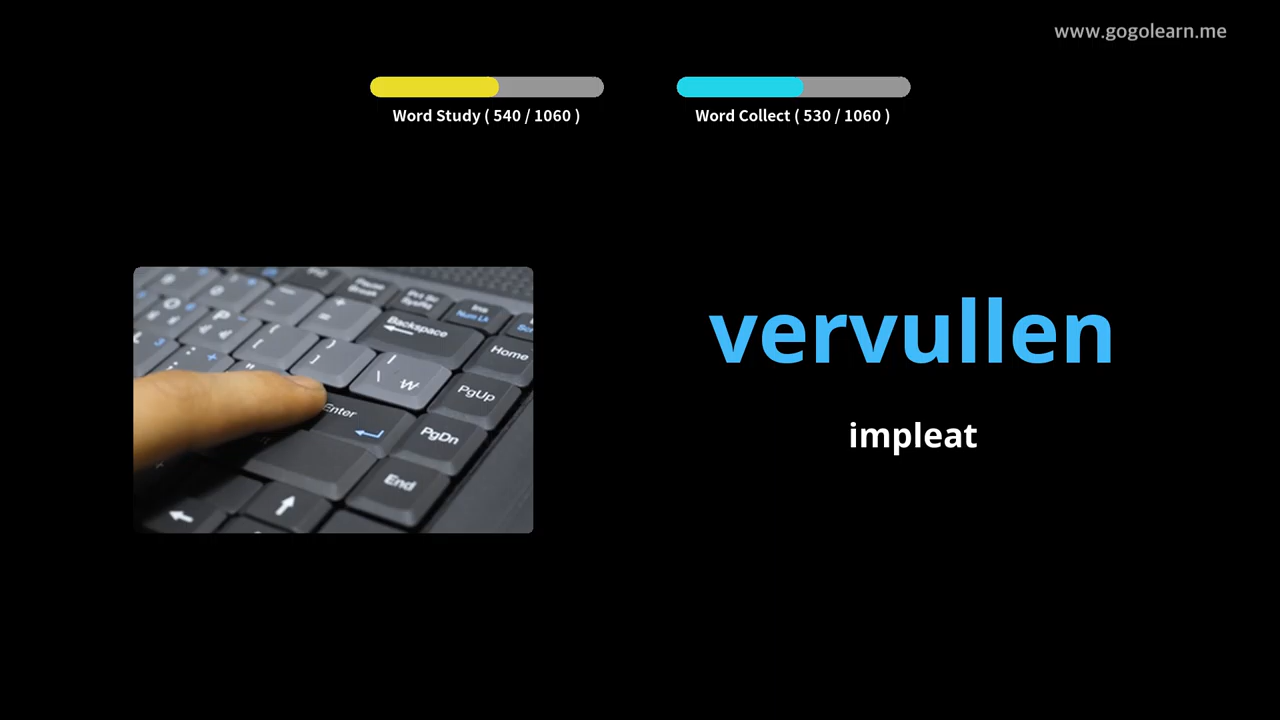 www.gogolearn.me
Word Study ( 540 / 1060 )
Word Collect ( 530 / 1060 )
Backspace
Home
PgUp
Enter
PgDn
End
vervullen
impleat